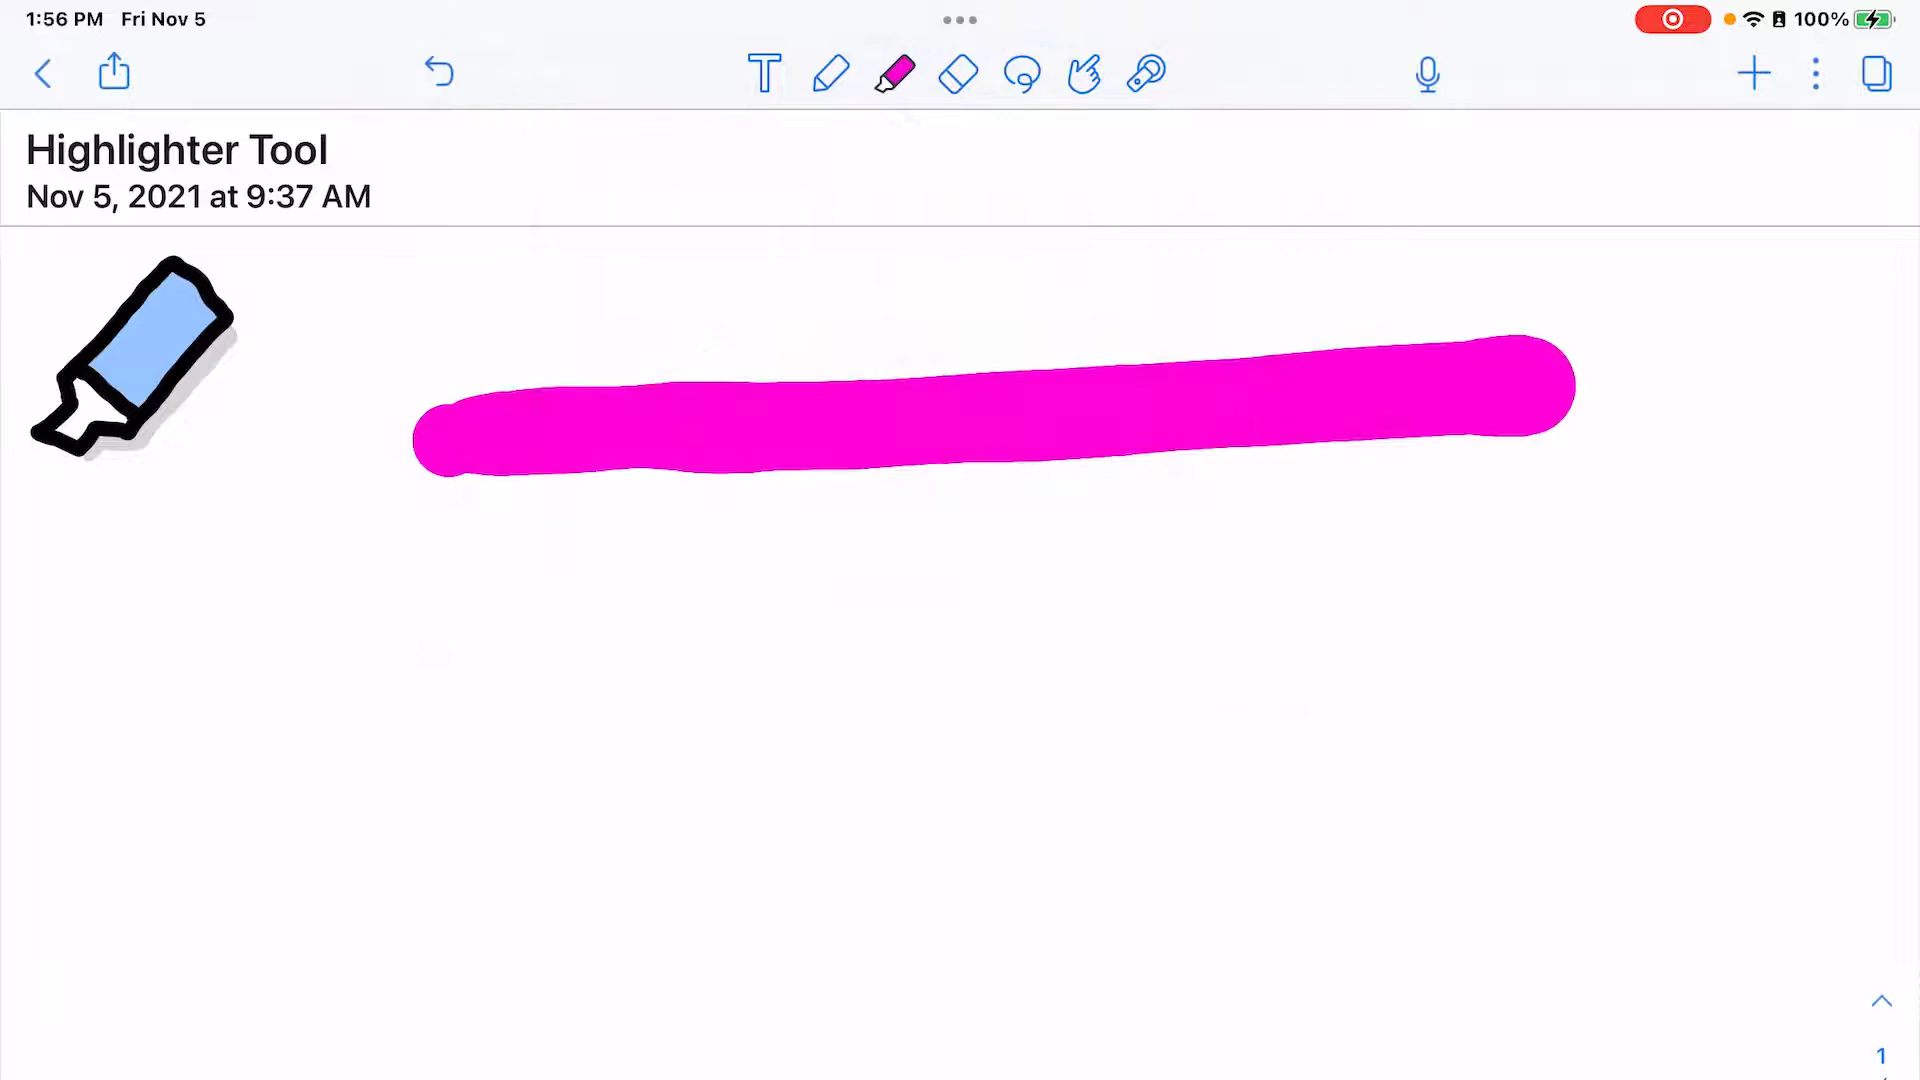 1:56 PM Fri Nov 5
100%
Highlighter Tool
Nov 5, 2021 at 9:37 AM
1